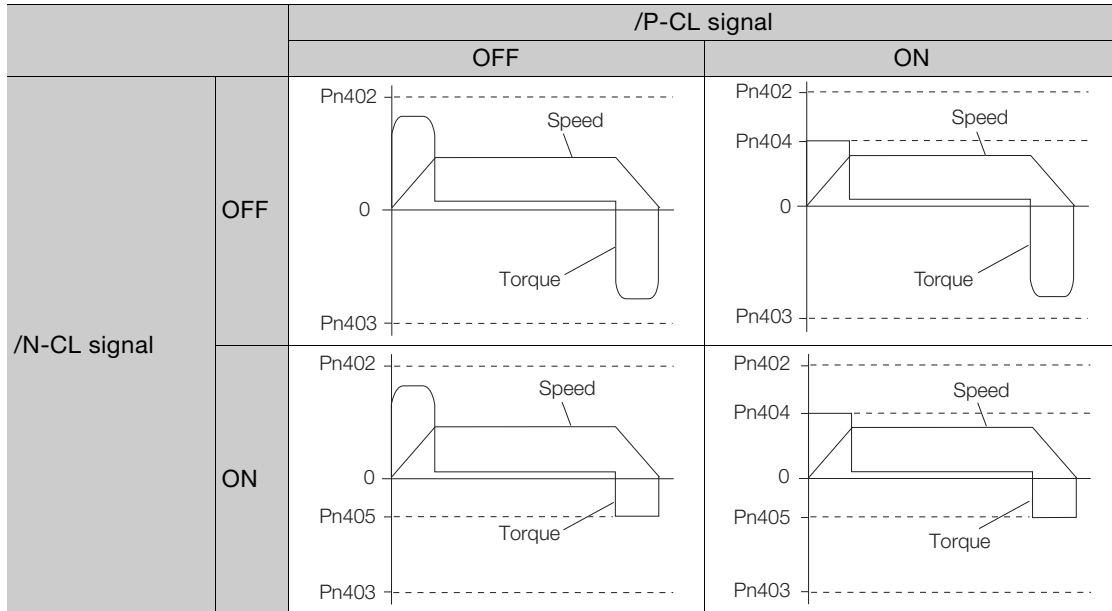 /P-CL signal
OFF
ON
/N-CL signal
OFF
Pn402
Speed
0
Torque
Pn403
Pn402
Speed
Pn404
0
Torque
Pn403
ON
Pn402
Speed
0
Pn405
Torque
Pn403
Pn402
Speed
Pn404
0
Pn405
Torque
Pn403